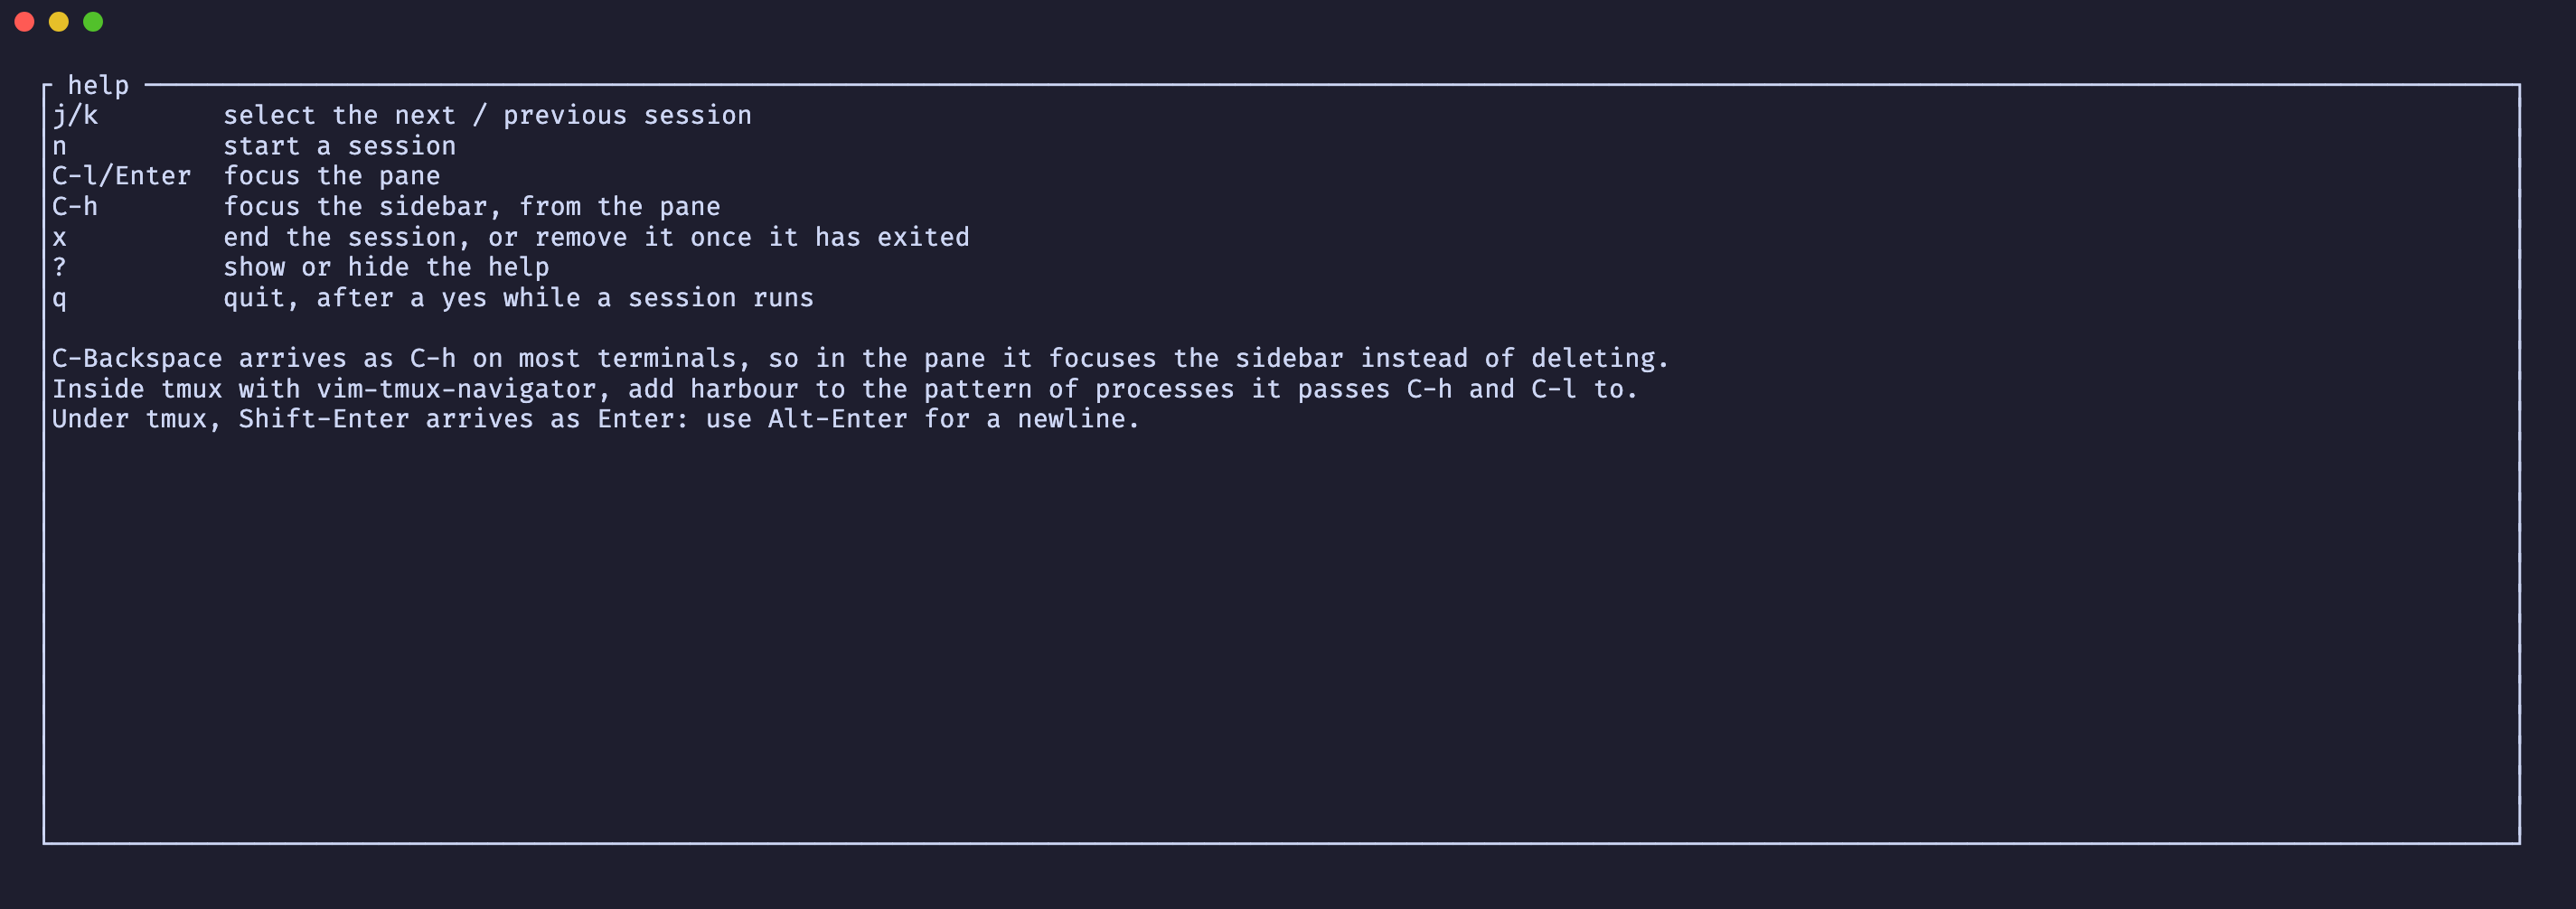 help
j/k        select the next / previous session
n          start a session
C-l/Enter  focus the pane
C-h        focus the sidebar, from the pane
x          end the session, or remove it once it has exited
?          show or hide the help
q          quit, after a yes while a session runs

C-Backspace arrives as C-h on most terminals, so in the pane it focuses the sidebar instead of deleting.
Inside tmux with vim-tmux-navigator, add harbour to the pattern of processes it passes C-h and C-l to.
Under tmux, Shift-Enter arrives as Enter: use Alt-Enter for a newline.